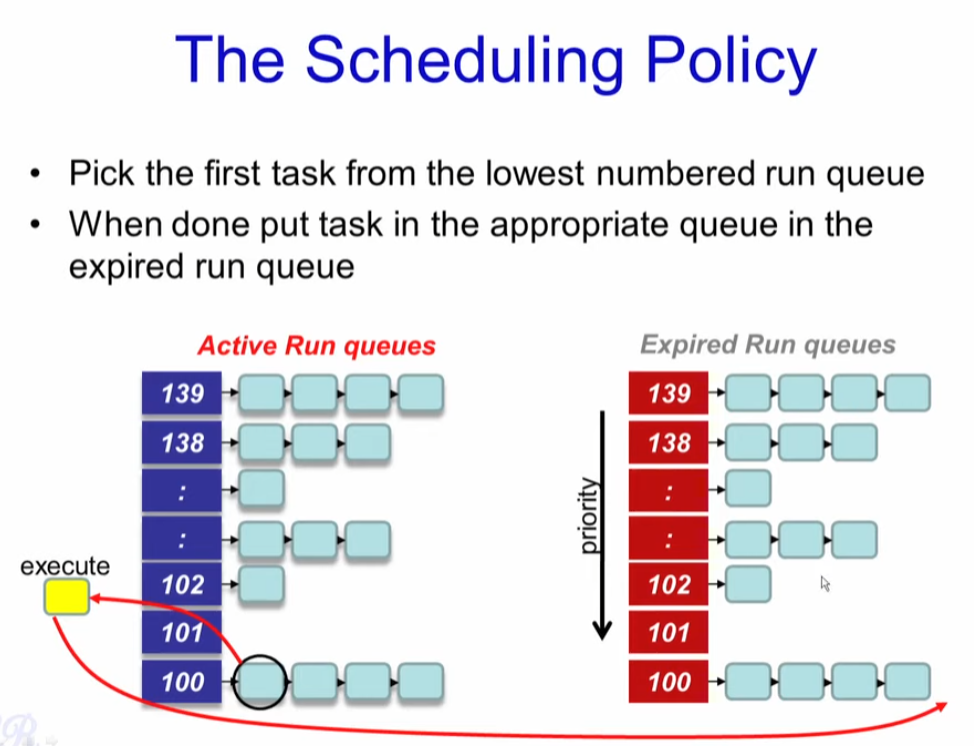 The Scheduling Policy
• Pick the first task from the lowest numbered run queue
• When done put task in the appropriate queue in the
expired run queue
Active Run queues
139
138
:
:
102
101
100
execute
Expired Run queues
139
138
:
:
102
101
100
priority